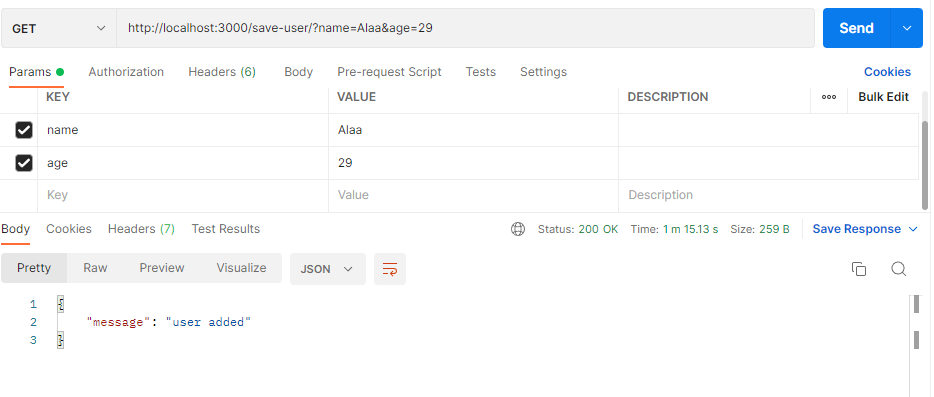 GET http://localhost:3000/save-user/?name=Alaa&age=29 Send
Params Authorization Headers (6) Body Pre-request Script Tests Settings Cookies
KEY VALUE DESCRIPTION ooo Bulk Edit
name Alaa
age 29
Key Value Description
Body Cookies Headers (7) Test Results Status: 200 OK Time: 1 m 15.13 s Size: 259 B Save Response
Pretty Raw Preview Visualize JSON
1 {
2 "message": "user added"
3 }